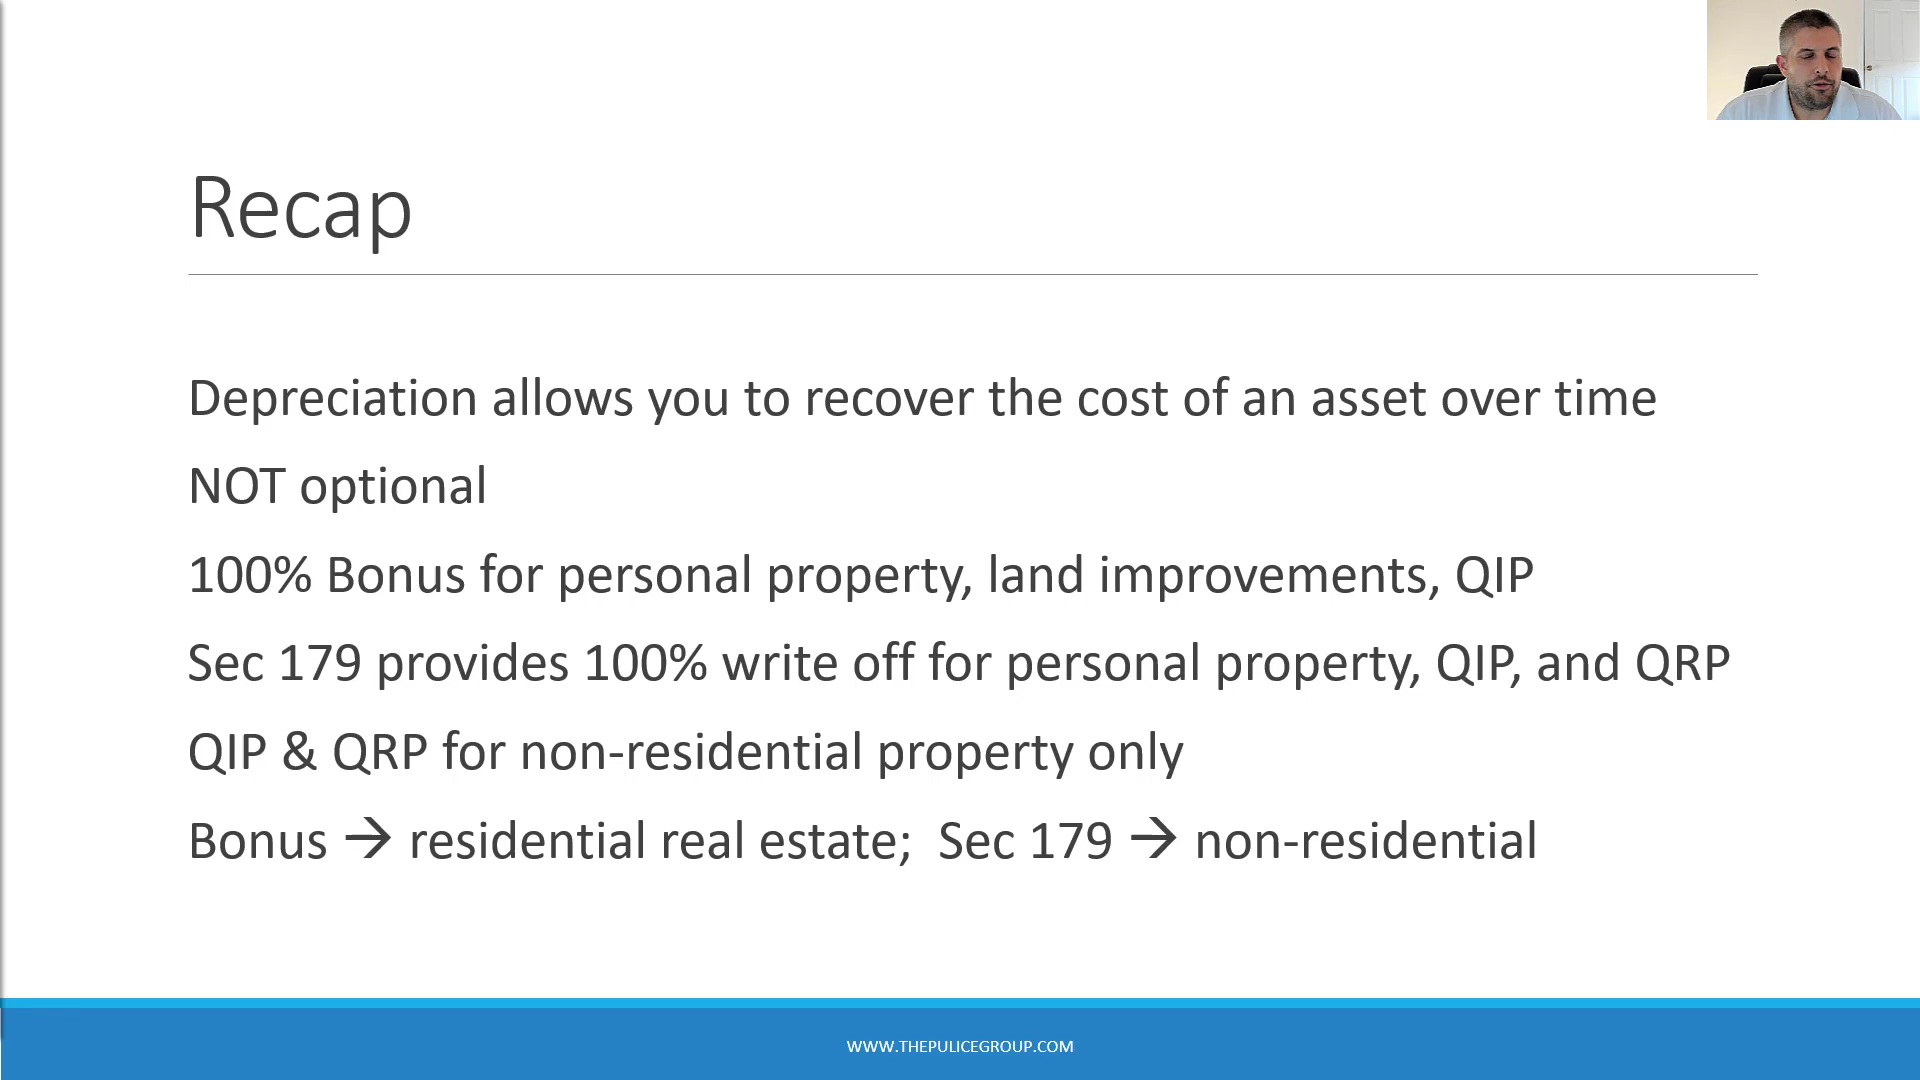 Recap
Depreciation allows you to recover the cost of an asset over time
NOT optional
100% Bonus for personal property, land improvements, QIP
Sec 179 provides 100% write off for personal property, QIP, and QRP
QIP & QRP for non-residential property only
Bonus → residential real estate;  Sec 179 → non-residential
WWW.THEPULICEGROUP.COM